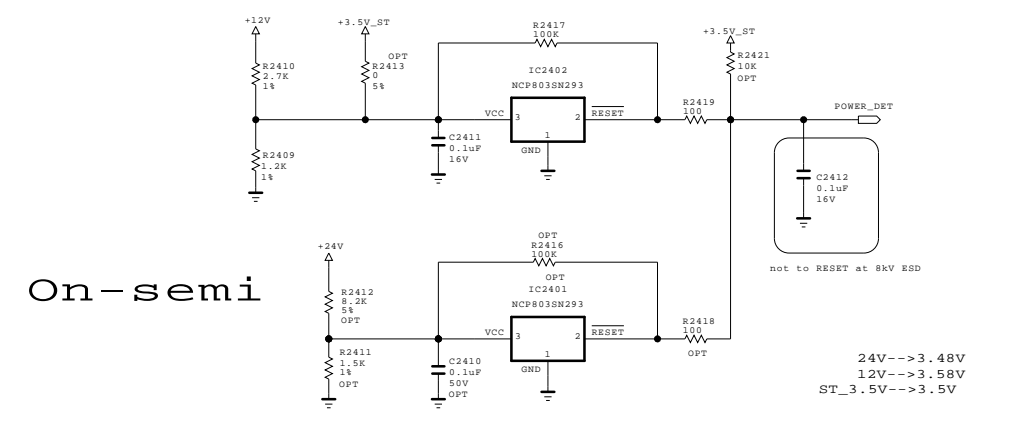 +12V
+3.5V_ST
R2417
100K
+3.5V_ST
R2410
2.7K
1%
OPT
R2413
0
5%
R2421
10K
OPT
IC2402
NCP803SN293
R2419
100
POWER_DET
VCC
3
2
RESET
1
GND
C2411
0.1uF
16V
R2409
1.2K
1%
C2412
0.1uF
16V
not to RESET at 8kV ESD
+24V
OPT
R2416
100K
OPT
On-semi
R2412
8.2K
5%
OPT
IC2401
NCP803SN293
R2418
100
OPT
VCC
3
2
RESET
1
GND
R2411
1.5K
1%
OPT
C2410
0.1uF
50V
OPT
24V-->3.48V
12V-->3.58V
ST_3.5V-->3.5V